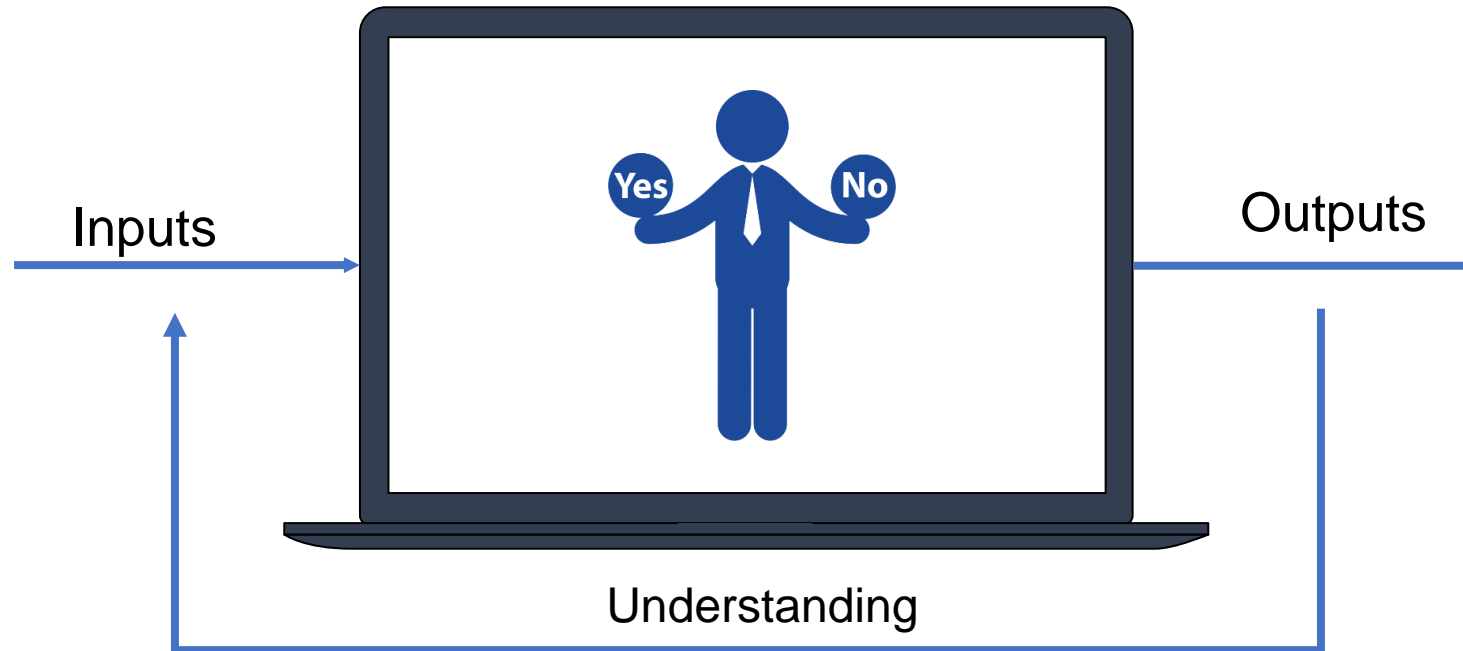 Yes
No
Inputs
Outputs
Understanding